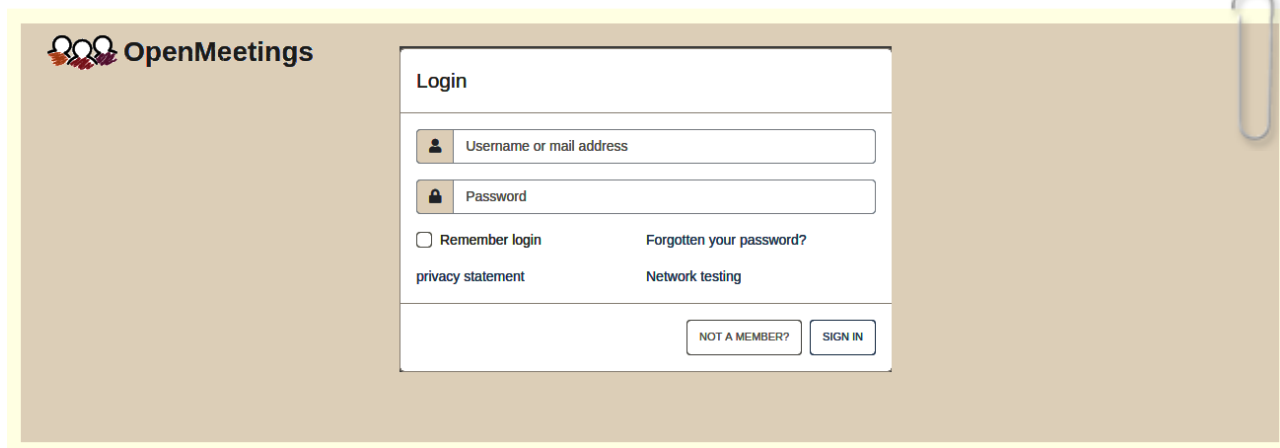 OpenMeetings
Login
Username or mail address
Password
Remember login
Forgotten your password?
privacy statement
Network testing
NOT A MEMBER?
SIGN IN